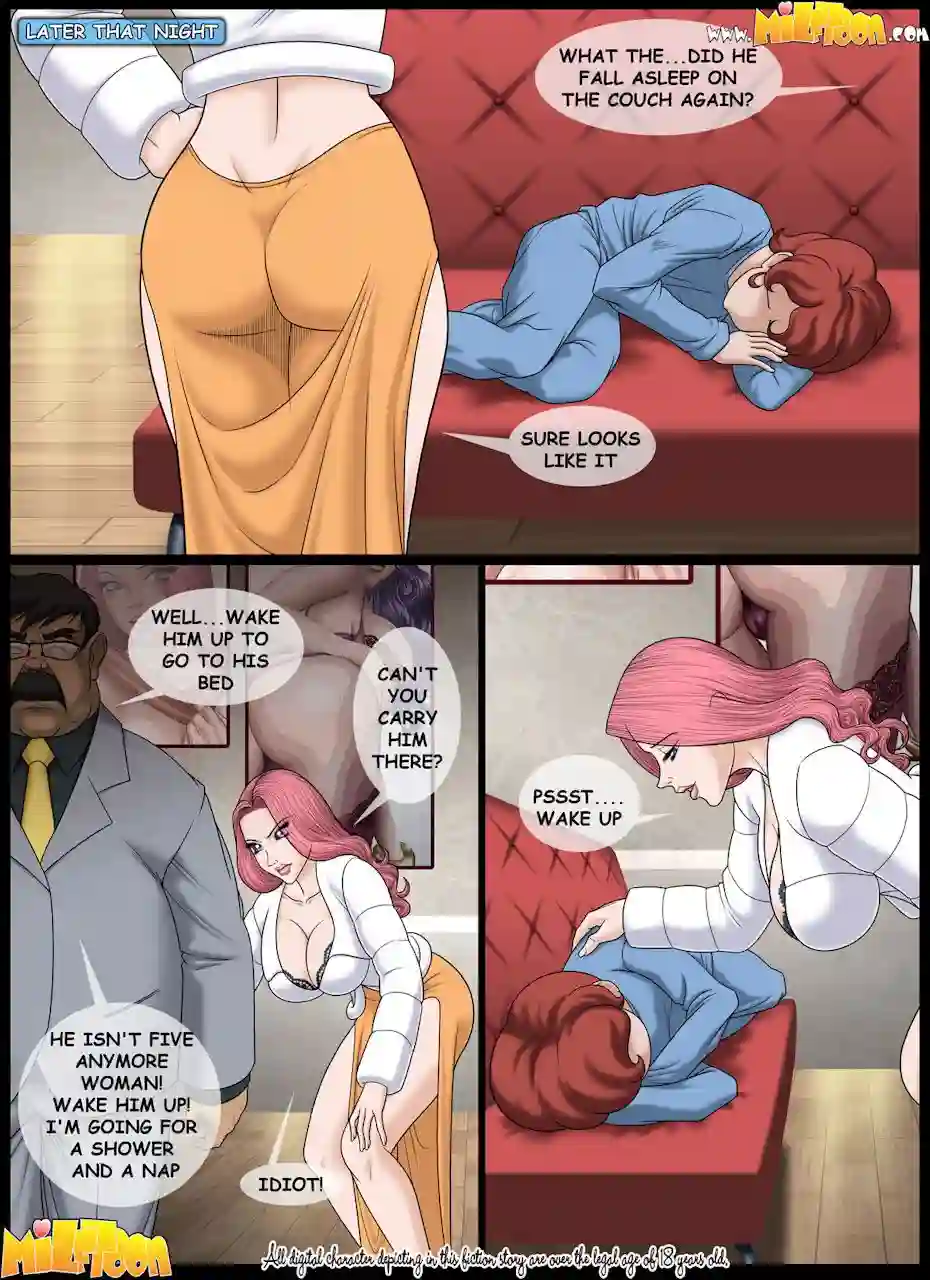 LATER THAT NIGHT
www.MILFTOON.com
WHAT THE...DID HE
FALL ASLEEP ON
THE COUCH AGAIN?
SURE LOOKS
LIKE IT
WELL...WAKE
HIM UP TO
GO TO HIS
BED
CAN'T
YOU
CARRY
HIM
THERE?
HE ISN'T FIVE
ANYMORE
WOMAN!
WAKE HIM UP!
I'M GOING FOR
A SHOWER
AND A NAP
IDIOT!
PSSST....
WAKE UP
MILFTOON
All digital character depicting in this fiction story are over the legal age of 18 years old.